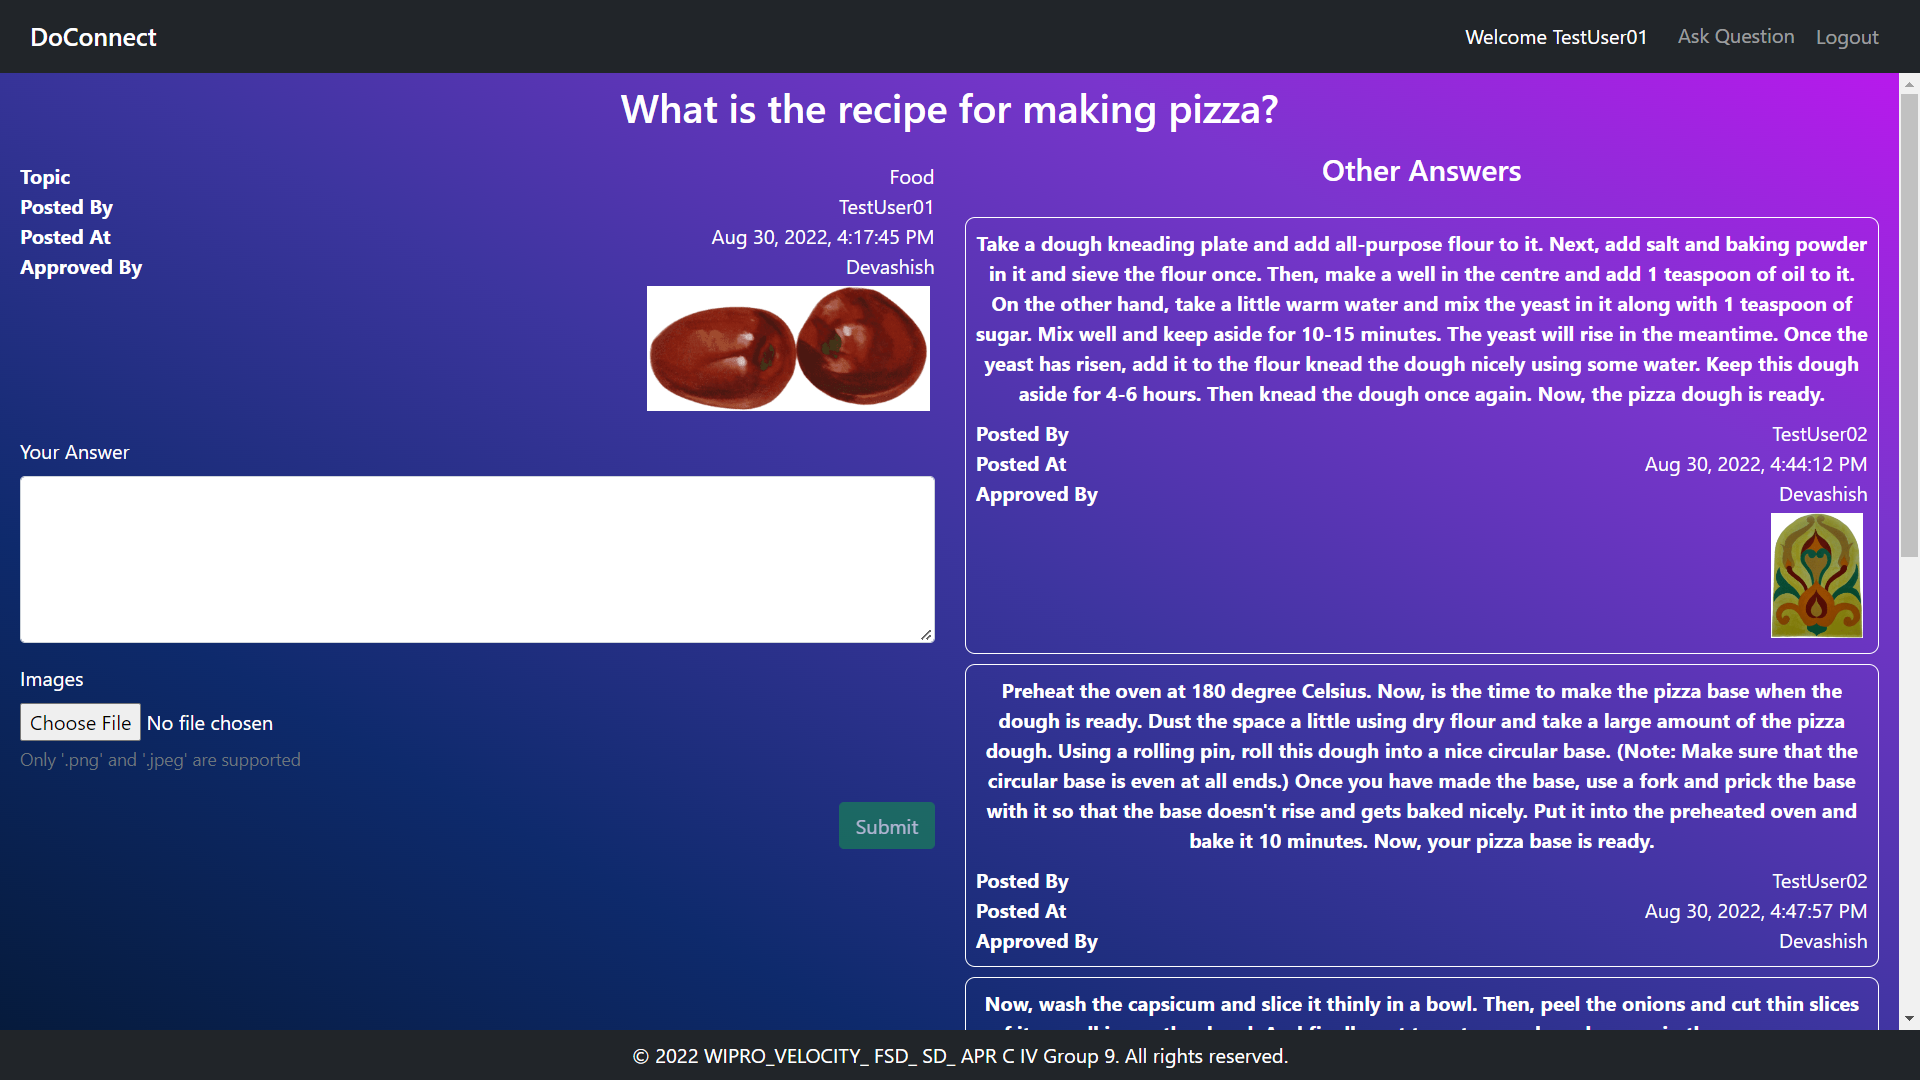 DoConnect
Welcome TestUser01
Ask Question
Logout
What is the recipe for making pizza?
Topic
Food
Posted By
TestUser01
Posted At
Aug 30, 2022, 4:17:45 PM
Approved By
Devashish
Your Answer
Images
Choose File No file chosen
Only '.png' and '.jpeg' are supported
Submit
Other Answers
Take a dough kneading plate and add all-purpose flour to it. Next, add salt and baking powder
in it and sieve the flour once. Then, make a well in the centre and add 1 teaspoon of oil to it.
On the other hand, take a little warm water and mix the yeast in it along with 1 teaspoon of
sugar. Mix well and keep aside for 10-15 minutes. The yeast will rise in the meantime. Once the
yeast has risen, add it to the flour knead the dough nicely using some water. Keep this dough
aside for 4-6 hours. Then knead the dough once again. Now, the pizza dough is ready.
Posted By
TestUser02
Posted At
Aug 30, 2022, 4:44:12 PM
Approved By
Devashish
Preheat the oven at 180 degree Celsius. Now, is the time to make the pizza base when the
dough is ready. Dust the space a little using dry flour and take a large amount of the pizza
dough. Using a rolling pin, roll this dough into a nice circular base. (Note: Make sure that the
circular base is even at all ends.) Once you have made the base, use a fork and prick the base
with it so that the base doesn't rise and gets baked nicely. Put it into the preheated oven and
bake it 10 minutes. Now, your pizza base is ready.
Posted By
TestUser02
Posted At
Aug 30, 2022, 4:47:57 PM
Approved By
Devashish
Now, wash the capsicum and slice it thinly in a bowl. Then, peel the onions and cut thin slices
© 2022 WIPRO_VELOCITY_ FSD_ SD_ APR C IV Group 9. All rights reserved.